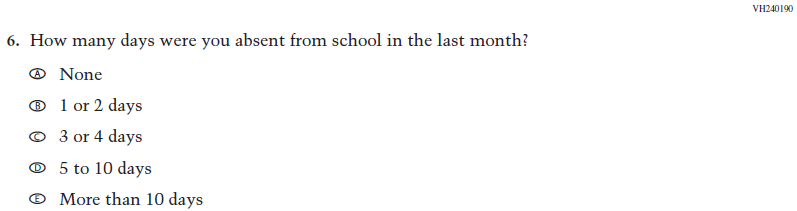 VH240190
6. How many days were you absent from school in the last month?
A None
B 1 or 2 days
C 3 or 4 days
D 5 to 10 days
E More than 10 days